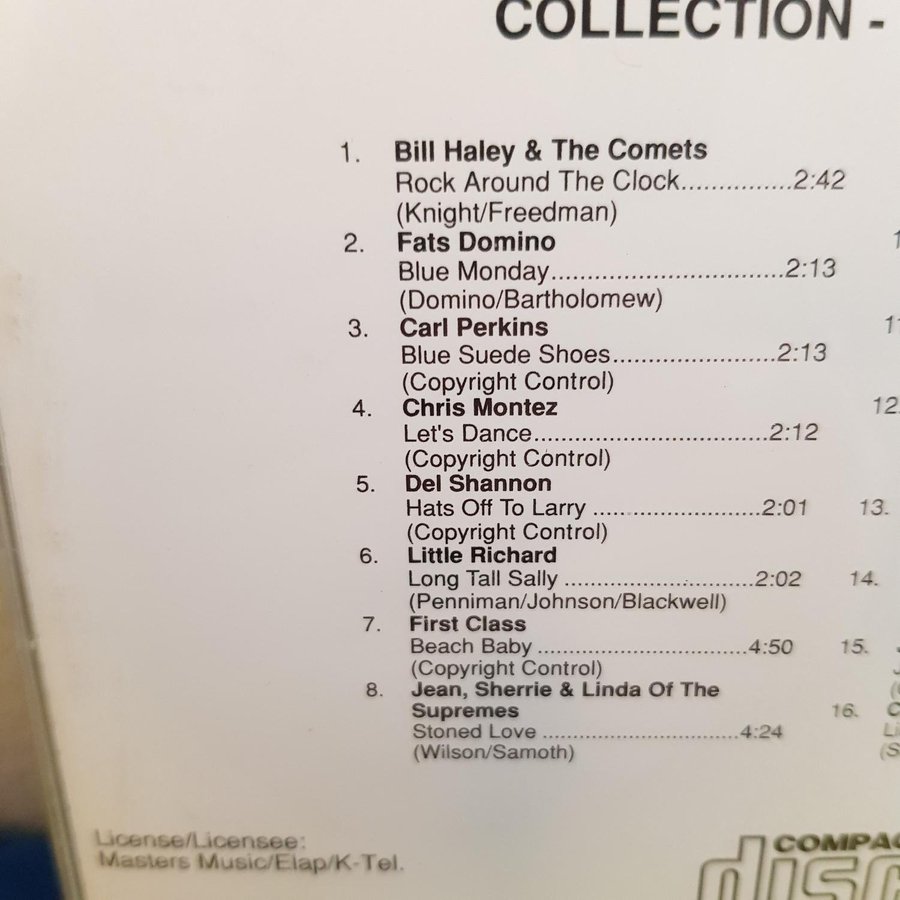 COLLECTION -
1. Bill Haley & The Comets
Rock Around The Clock...............2:42
(Knight/Freedman)
2. Fats Domino
Blue Monday................................2:13
(Domino/Bartholomew)
3. Carl Perkins
Blue Suede Shoes.......................2:13
(Copyright Control)
4. Chris Montez
Let's Dance..................................2:12
(Copyright Control)
5. Del Shannon
Hats Off To Larry .........................2:01
(Copyright Control)
6. Little Richard
Long Tall Sally ............................2:02
(Penniman/Johnson/Blackwell)
7. First Class
Beach Baby ................................4:50
(Copyright Control)
8. Jean, Sherrie & Linda Of The
Supremes
Stoned Love ..............................4:24
(Wilson/Samoth)
12.
13.
14.
15.
16.
License/Licensee:
Masters Music/Elap/K-Tel.
disc